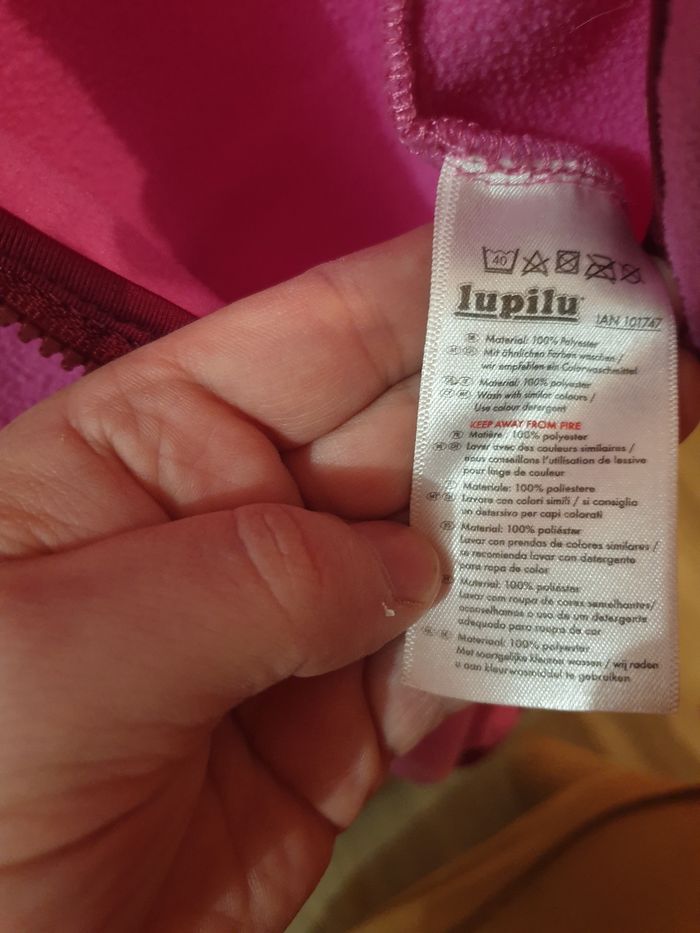 40
lupilu
IAN 101747
Material: 100% Polyester
Mit ähnlichen Farben waschen /
wir empfehlen ein Colorwaschmittel
Material: 100% polyester
Wash with similar colours /
Use colour detergent
KEEP AWAY FROM FIRE
Matière: 100% polyester
Laver avec des couleurs similaires /
nous conseillons l'utilisation de lessive
pour linge de couleur
Materiale: 100% poliestere
Lavare con colori simili / si consiglia
un detersivo per capi colorati
Material: 100% poliéster
Lavar con prendas de colores similares /
se recomienda lavar con detergente
para ropa de color
Material: 100% poliéster
Lavar com roupa de cores semelhantes/
aconselhamos o uso de um detergente
adequado para roupa de cor
Materiaal: 100% polyester
Met soortgelijke kleuren wassen / wij raden
u aan kleurwasmiddel te gebruiken